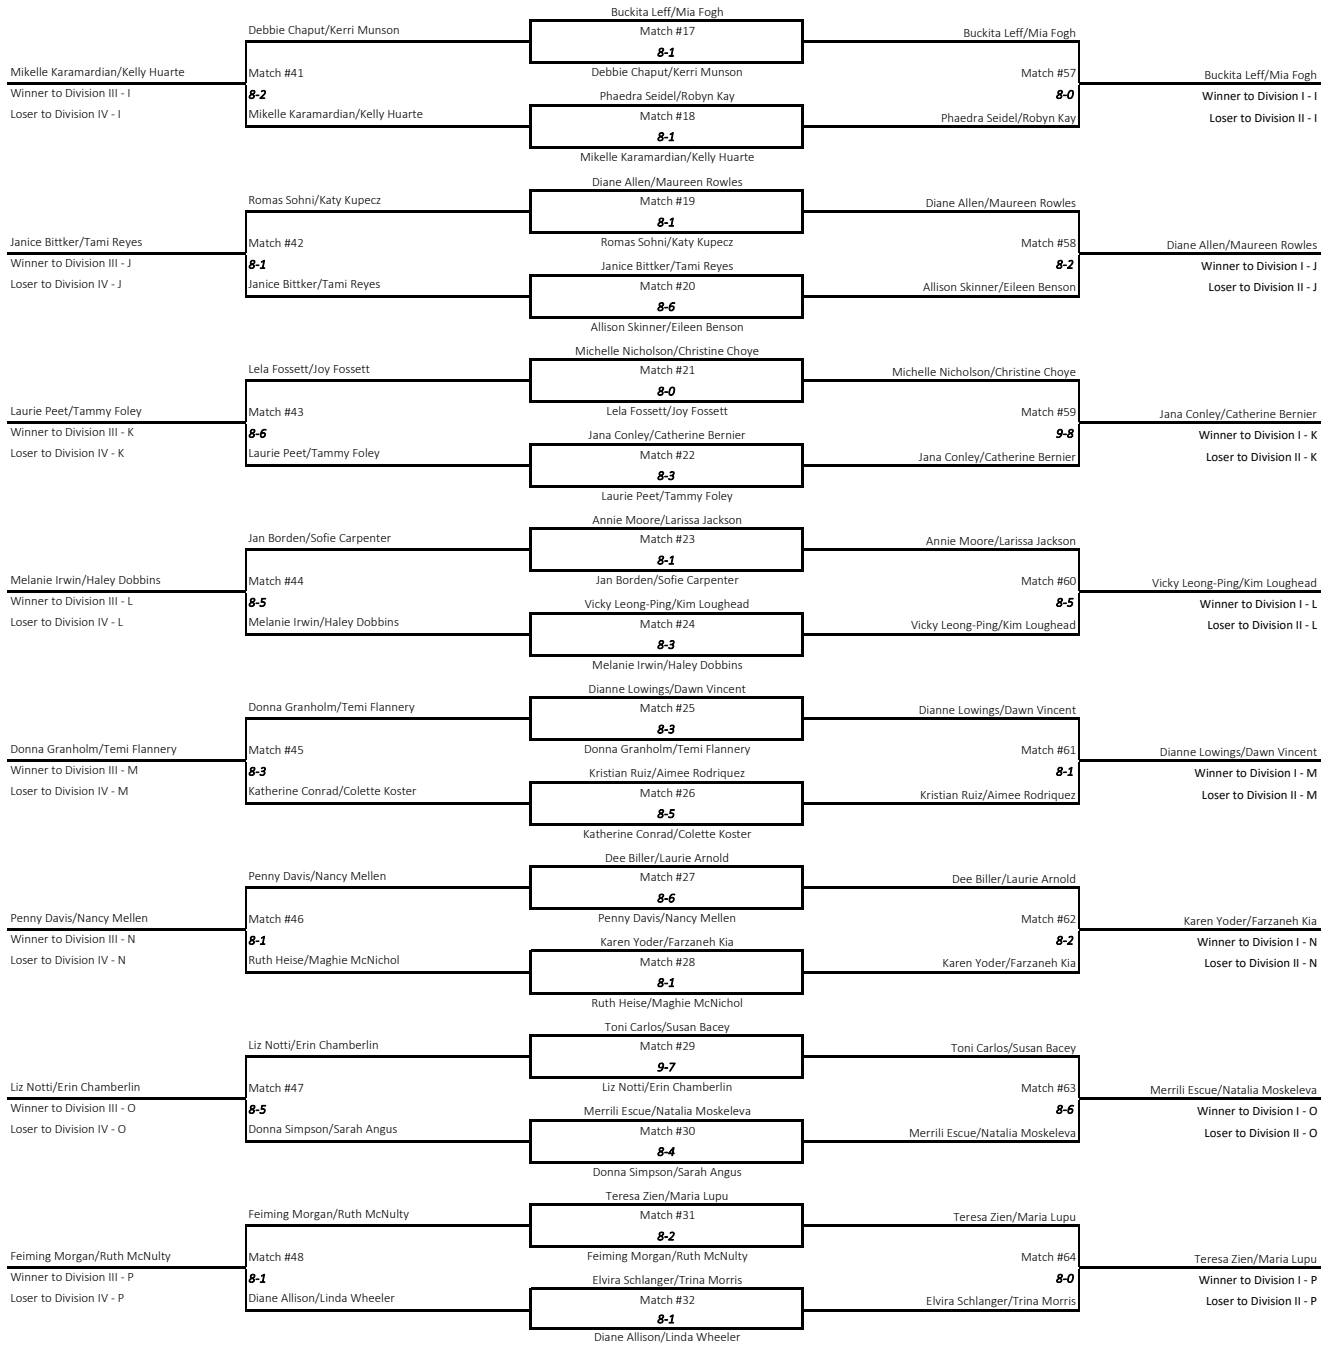 Buckita Leff/Mia Fogh
Debbie Chaput/Kerri Munson
Match #17
Buckita Leff/Mia Fogh
8-1
Mikelle Karamardian/Kelly Huarte
Match #41
Debbie Chaput/Kerri Munson
Match #57
Buckita Leff/Mia Fogh
Winner to Division III - I
8-2
Phaedra Seidel/Robyn Kay
8-0
Winner to Division I - I
Loser to Division IV - I
Mikelle Karamardian/Kelly Huarte
Match #18
Phaedra Seidel/Robyn Kay
Loser to Division II - I
8-1
Mikelle Karamardian/Kelly Huarte
Diane Allen/Maureen Rowles
Romas Sohni/Katy Kupecz
Match #19
Diane Allen/Maureen Rowles
8-1
Janice Bittker/Tami Reyes
Match #42
Romas Sohni/Katy Kupecz
Match #58
Diane Allen/Maureen Rowles
Winner to Division III - J
8-1
Janice Bittker/Tami Reyes
8-2
Winner to Division I - J
Loser to Division IV - J
Janice Bittker/Tami Reyes
Match #20
Allison Skinner/Eileen Benson
Loser to Division II - J
8-6
Allison Skinner/Eileen Benson
Michelle Nicholson/Christine Choye
Lela Fossett/Joy Fossett
Match #21
Michelle Nicholson/Christine Choye
8-0
Laurie Peet/Tammy Foley
Match #43
Lela Fossett/Joy Fossett
Match #59
Jana Conley/Catherine Bernier
Winner to Division III - K
8-6
Jana Conley/Catherine Bernier
9-8
Winner to Division I - K
Loser to Division IV - K
Laurie Peet/Tammy Foley
Match #22
Jana Conley/Catherine Bernier
Loser to Division II - K
8-3
Laurie Peet/Tammy Foley
Annie Moore/Larissa Jackson
Jan Borden/Sofie Carpenter
Match #23
Annie Moore/Larissa Jackson
8-1
Melanie Irwin/Haley Dobbins
Match #44
Jan Borden/Sofie Carpenter
Match #60
Vicky Leong-Ping/Kim Loughead
Winner to Division III - L
8-5
Vicky Leong-Ping/Kim Loughead
8-5
Winner to Division I - L
Loser to Division IV - L
Melanie Irwin/Haley Dobbins
Match #24
Vicky Leong-Ping/Kim Loughead
Loser to Division II - L
8-3
Melanie Irwin/Haley Dobbins
Dianne Lowings/Dawn Vincent
Donna Granholm/Temi Flannery
Match #25
Dianne Lowings/Dawn Vincent
8-3
Donna Granholm/Temi Flannery
Match #45
Donna Granholm/Temi Flannery
Match #61
Dianne Lowings/Dawn Vincent
Winner to Division III - M
8-3
Kristian Ruiz/Aimee Rodriquez
8-1
Winner to Division I - M
Loser to Division IV - M
Katherine Conrad/Colette Koster
Match #26
Kristian Ruiz/Aimee Rodriquez
Loser to Division II - M
8-5
Katherine Conrad/Colette Koster
Dee Biller/Laurie Arnold
Penny Davis/Nancy Mellen
Match #27
Dee Biller/Laurie Arnold
8-6
Penny Davis/Nancy Mellen
Match #46
Penny Davis/Nancy Mellen
Match #62
Karen Yoder/Farzaneh Kia
Winner to Division III - N
8-1
Karen Yoder/Farzaneh Kia
8-2
Winner to Division I - N
Loser to Division IV - N
Ruth Heise/Maghie McNichol
Match #28
Karen Yoder/Farzaneh Kia
Loser to Division II - N
8-1
Ruth Heise/Maghie McNichol
Toni Carlos/Susan Bacey
Liz Notti/Erin Chamberlin
Match #29
Toni Carlos/Susan Bacey
9-7
Liz Notti/Erin Chamberlin
Match #47
Liz Notti/Erin Chamberlin
Match #63
Merrili Escue/Natalia Moskeleva
Winner to Division III - O
8-5
Merrili Escue/Natalia Moskeleva
8-6
Winner to Division I - O
Loser to Division IV - O
Donna Simpson/Sarah Angus
Match #30
Merrili Escue/Natalia Moskeleva
Loser to Division II - O
8-4
Donna Simpson/Sarah Angus
Teresa Zien/Maria Lupu
Feiming Morgan/Ruth McNulty
Match #31
Teresa Zien/Maria Lupu
8-2
Feiming Morgan/Ruth McNulty
Match #48
Feiming Morgan/Ruth McNulty
Match #64
Teresa Zien/Maria Lupu
Winner to Division III - P
8-1
Elvira Schlanger/Trina Morris
8-0
Winner to Division I - P
Loser to Division IV - P
Diane Allison/Linda Wheeler
Match #32
Elvira Schlanger/Trina Morris
Loser to Division II - P
8-1
Diane Allison/Linda Wheeler